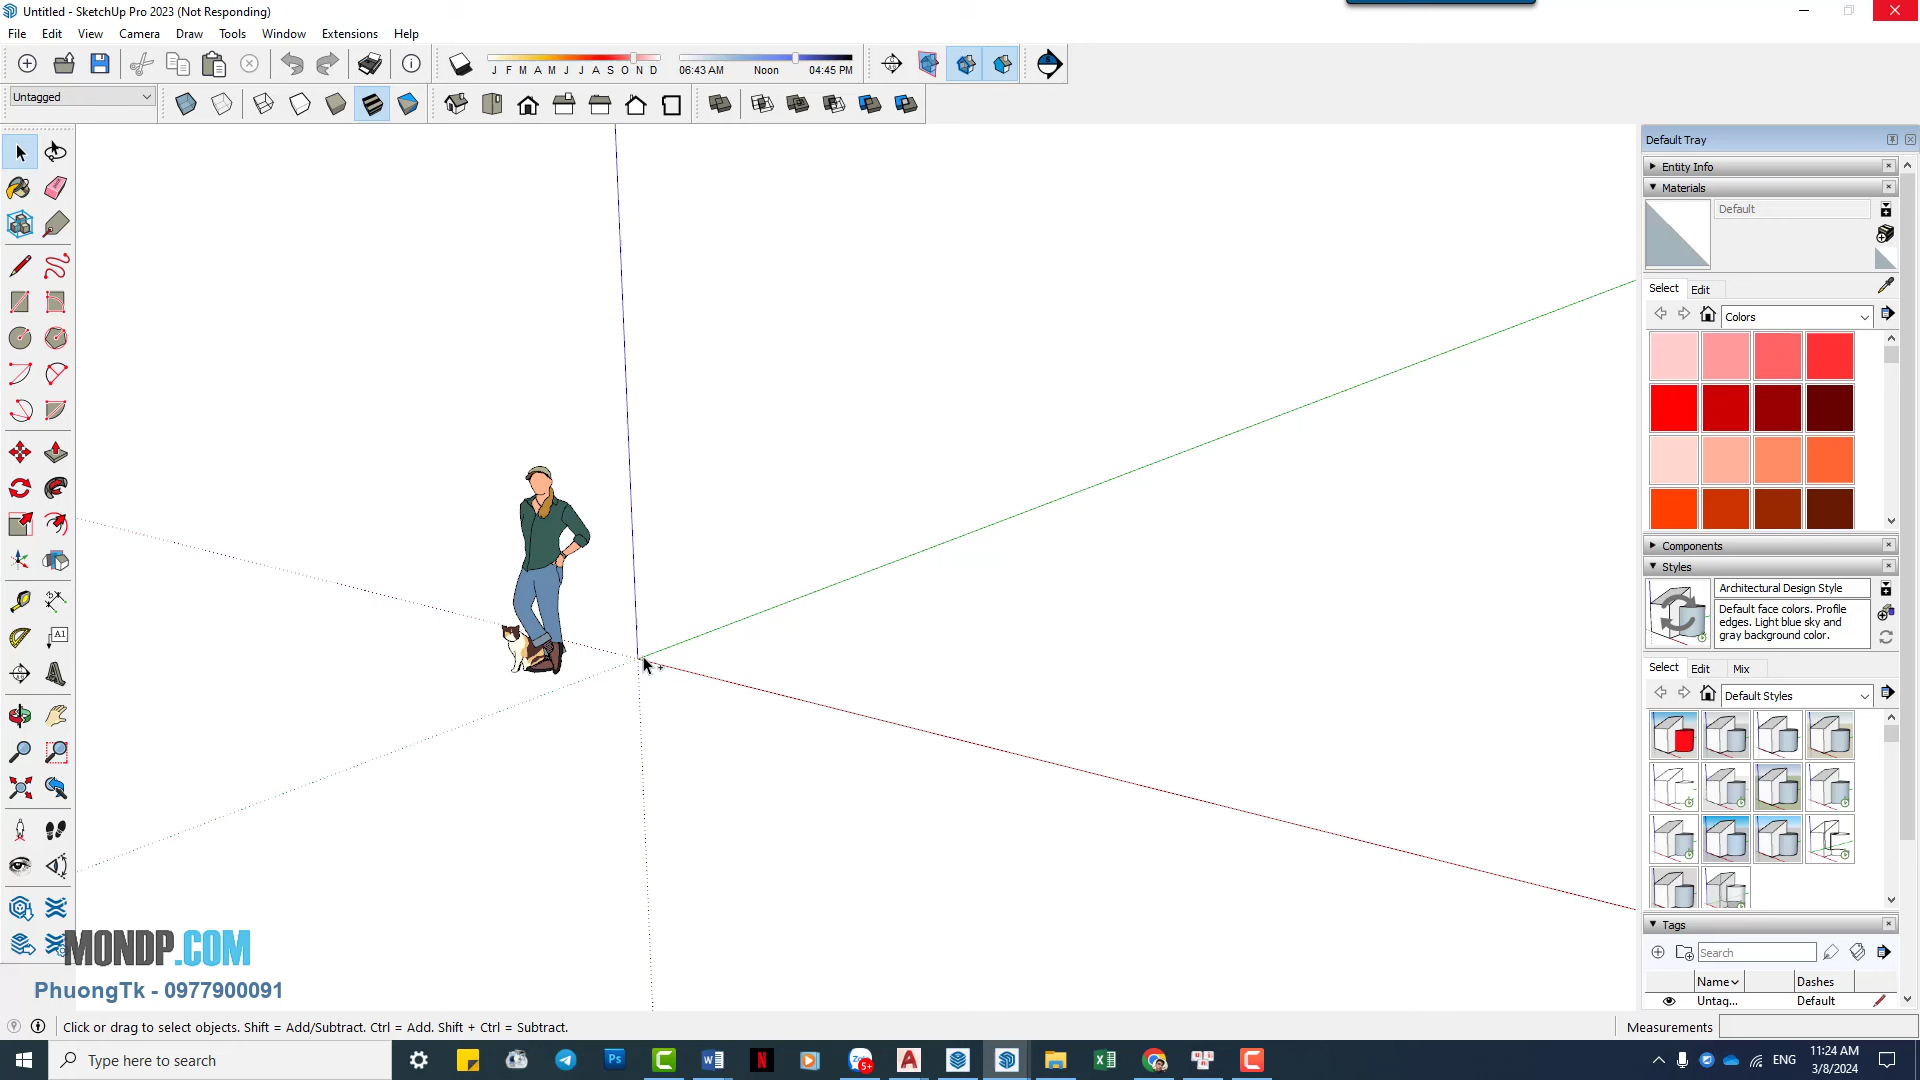 Untitled - SketchUp Pro 2023 (Not Responding)
File Edit View Camera Draw Tools Window Extensions Help
J F M A M J J A S O N D 06:43 AM Noon 04:45 PM
Untagged
Default Tray
Entity Info
Materials
Default
Select Edit
Colors
Components
Styles
Architectural Design Style
Default face colors. Profile
edges. Light blue sky and
gray background color.
Select Edit Mix
Default Styles
Tags
Search
Name Dashes
Untag... Default
A1
MONDP.COM
PhuongTk - 0977900091
Click or drag to select objects. Shift = Add/Subtract. Ctrl = Add. Shift + Ctrl = Subtract.
Measurements
Type here to search
ENG
11:24 AM
3/8/2024